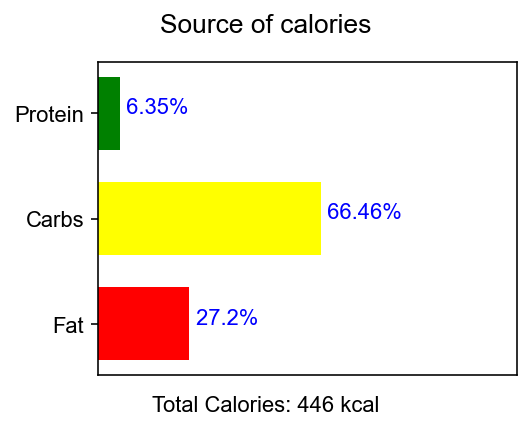 Source of calories
Protein
6.35%
Carbs
66.46%
Fat
27.2%
Total Calories: 446 kcal